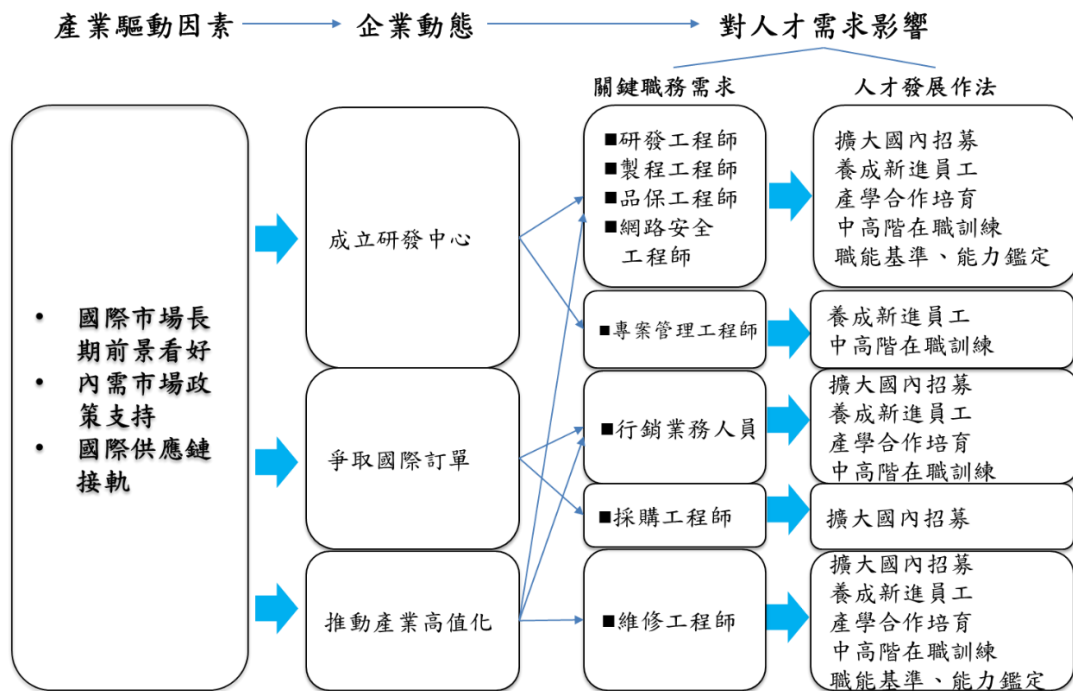 產業驅動因素
企業動態
對人才需求影響
關鍵職務需求
人才發展作法
• 國際市場長
期前景看好
• 內需市場政
策支持
• 國際供應鏈
接軌
成立研發中心
爭取國際訂單
推動產業高值化
■研發工程師
■製程工程師
■品保工程師
■網路安全
工程師
擴大國內招募
養成新進員工
產學合作培育
中高階在職訓練
職能基準、能力鑑定
■專案管理工程師
養成新進員工
中高階在職訓練
■行銷業務人員
擴大國內招募
養成新進員工
產學合作培育
中高階在職訓練
■採購工程師
擴大國內招募
■維修工程師
擴大國內招募
養成新進員工
產學合作培育
中高階在職訓練
職能基準、能力鑑定